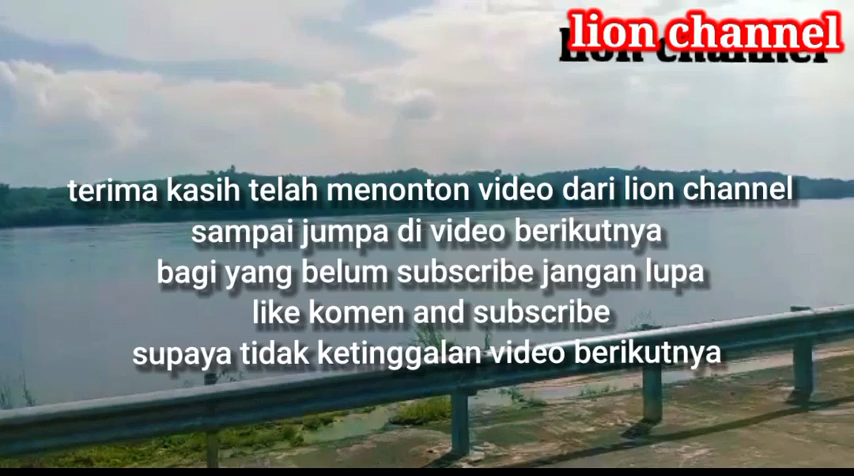 lion channel
terima kasih telah menonton video dari lion channel
sampai jumpa di video berikutnya
bagi yang belum subscribe jangan lupa
like komen and subscribe
supaya tidak ketinggalan video berikutnya